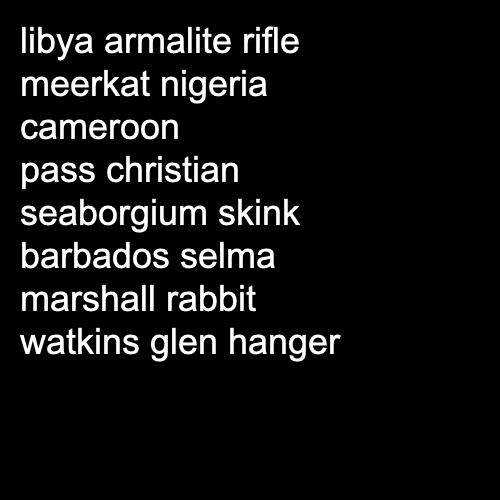 libya armalite rifle
meerkat nigeria
cameroon
pass christian
seaborgium skink
barbados selma
marshall rabbit
watkins glen hanger